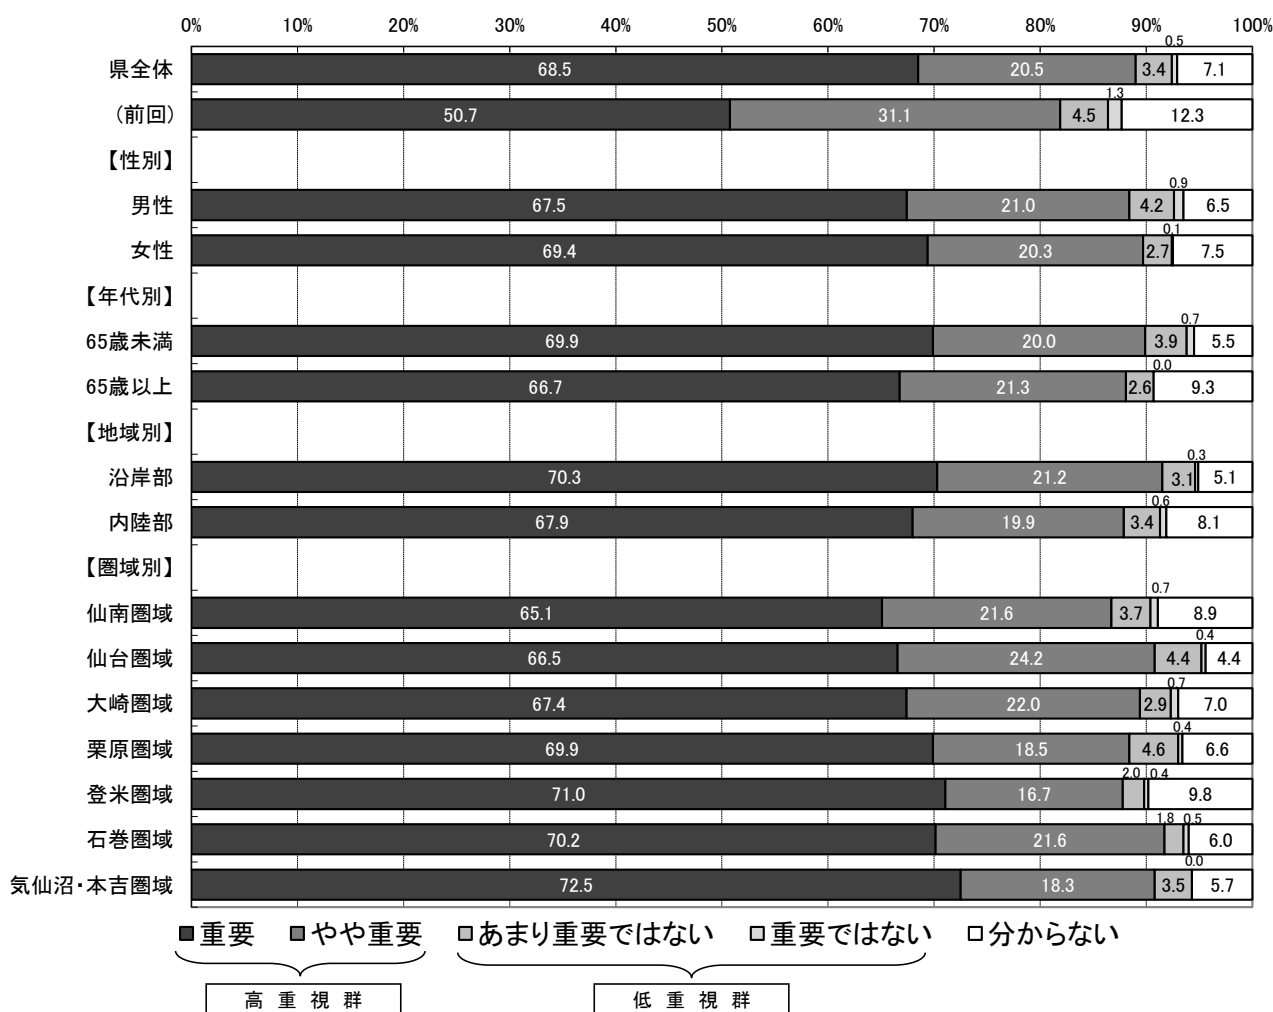 0% 10% 20% 30% 40% 50% 60% 70% 80% 90% 100%
県全体 68.5 20.5 3.4 0.5 7.1
(前回) 50.7 31.1 4.5 1.3 12.3
【性別】
男性 67.5 21.0 4.2 0.9 6.5
女性 69.4 20.3 2.7 0.1 7.5
【年代別】
65歳未満 69.9 20.0 3.9 0.7 5.5
65歳以上 66.7 21.3 2.6 0.0 9.3
【地域別】
沿岸部 70.3 21.2 3.1 0.3 5.1
内陸部 67.9 19.9 3.4 0.6 8.1
【圏域別】
仙南圏域 65.1 21.6 3.7 0.7 8.9
仙台圏域 66.5 24.2 4.4 0.4 4.4
大崎圏域 67.4 22.0 2.9 0.7 7.0
栗原圏域 69.9 18.5 4.6 0.4 6.6
登米圏域 71.0 16.7 2.0 0.4 9.8
石巻圏域 70.2 21.6 1.8 0.5 6.0
気仙沼・本吉圏域 72.5 18.3 3.5 0.0 5.7
重要 やや重要 あまり重要ではない 重要ではない 分からない
高重視群 低重視群